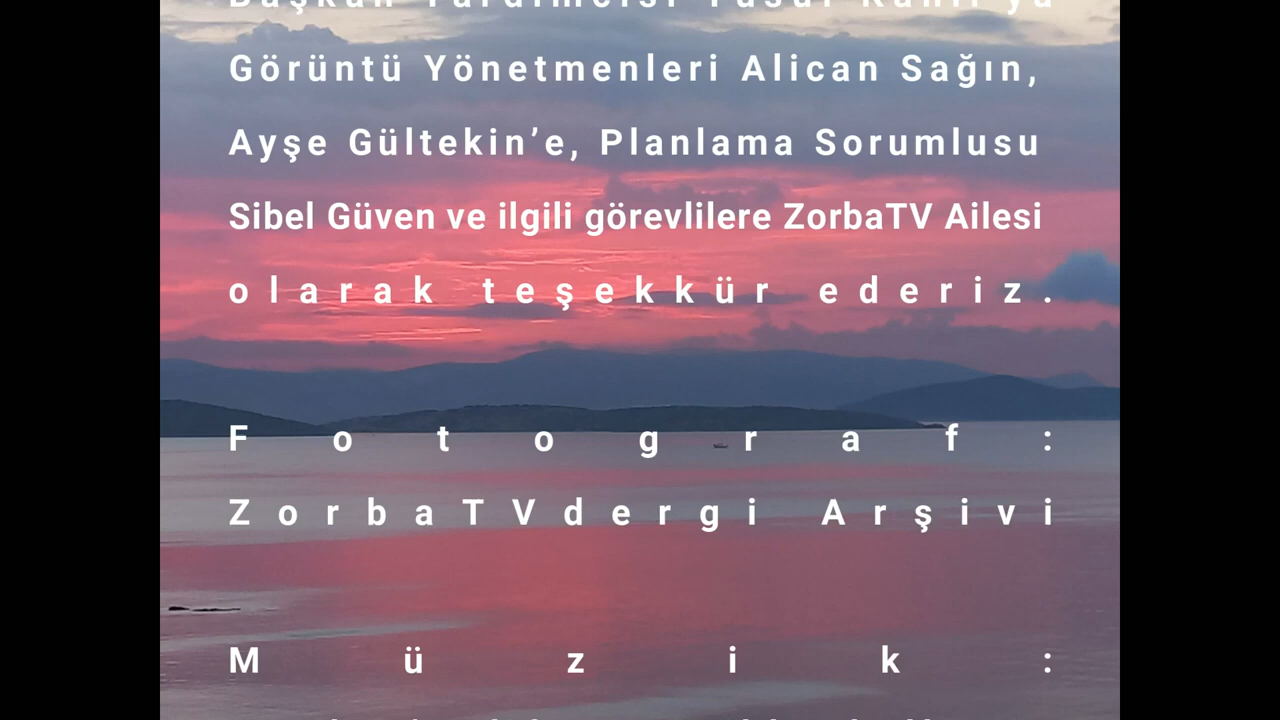 Görüntü Yönetmenleri Alican Sağın,
Ayşe Gültekin’e, Planlama Sorumlusu
Sibel Güven ve ilgili görevlilere ZorbaTV Ailesi
olarak teşekkür ederiz.
Fotograf:
ZorbaTVdergi Arşivi
Müzik: